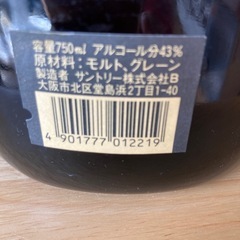 容量750ml アルコール分43%
原材料：モルト、グレーン
製造者 サントリー株式会社B
大阪市北区堂島浜2丁目1-40
4 901777 012219